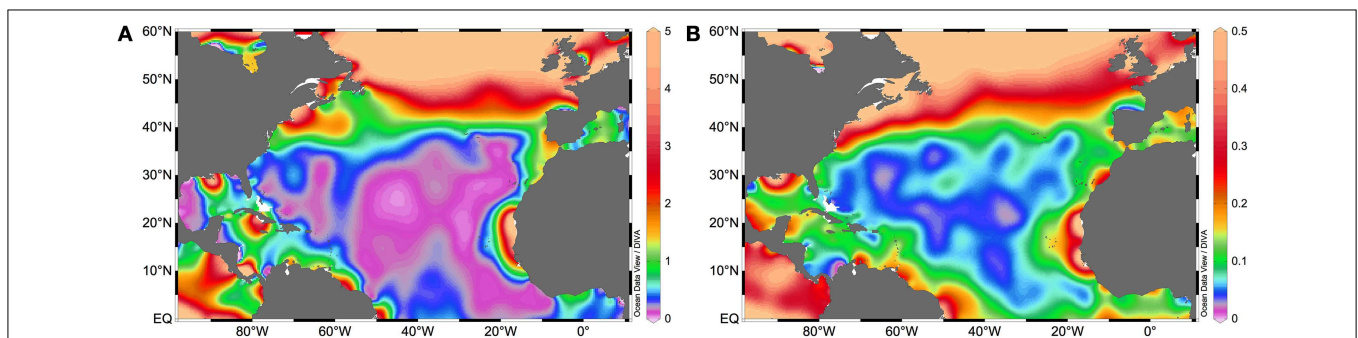 A
60°N
50°N
40°N
30°N
20°N
10°N
EQ
80°W 60°W 40°W 20°W 0°
Ocean Data View / DIVA
5
4
3
2
1
0
B
60°N
50°N
40°N
30°N
20°N
10°N
EQ
80°W 60°W 40°W 20°W 0°
Ocean Data View / DIVA
0.5
0.4
0.3
0.2
0.1
0